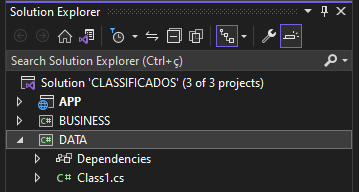 Solution Explorer
Search Solution Explorer (Ctrl+ç)
Solution 'CLASSIFICADOS' (3 of 3 projects)
APP
C# BUSINESS
C# DATA
Dependencies
C# Class1.cs